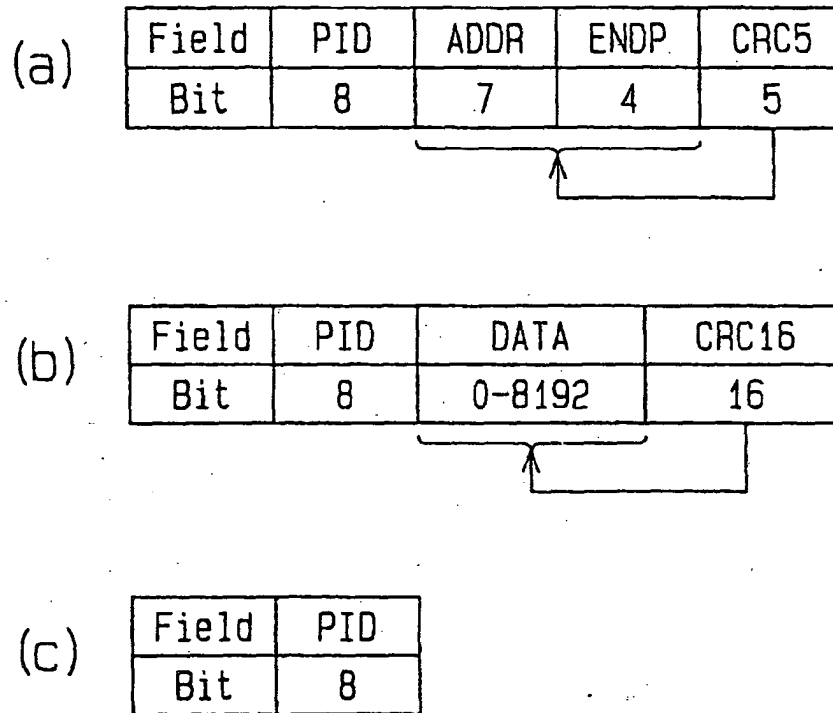 (a)
Field PID ADDR ENDP CRC5
Bit 8 7 4 5
(b)
Field PID DATA CRC16
Bit 8 0-8192 16
(c)
Field PID
Bit 8